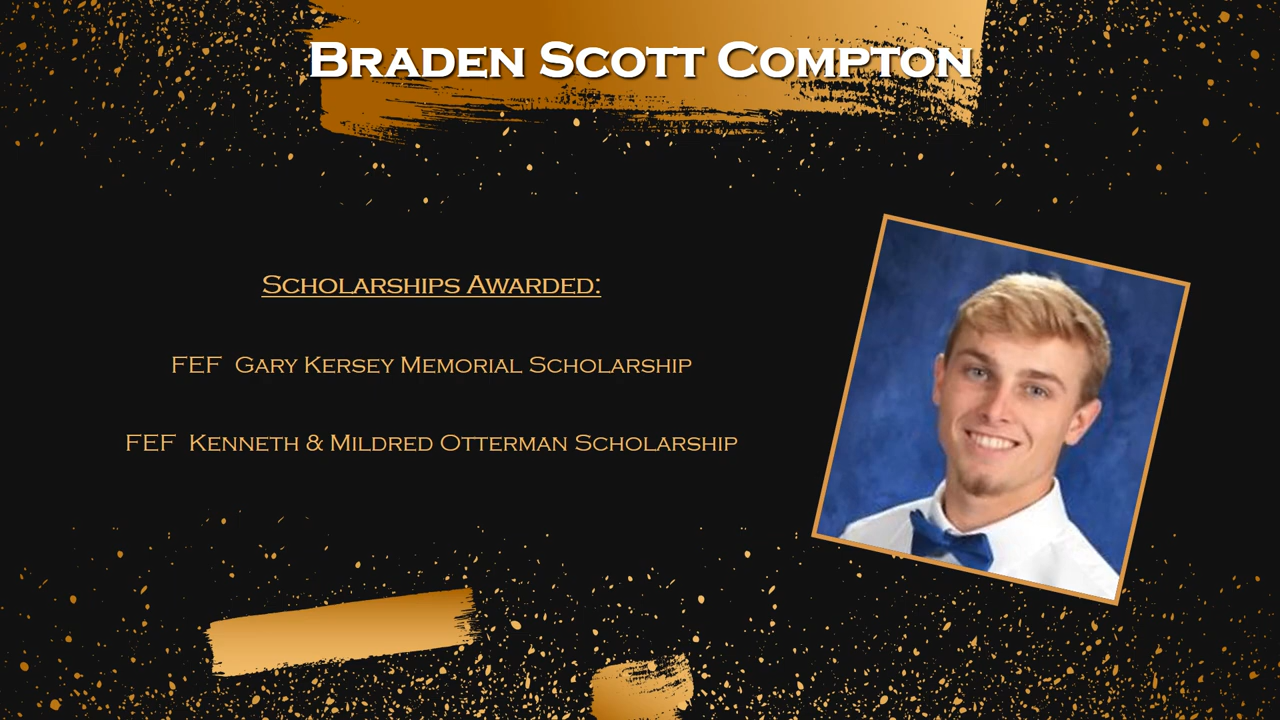 Braden Scott Compton
Scholarships Awarded:
FEF Gary Kersey Memorial Scholarship
FEF Kenneth & Mildred Otterman Scholarship